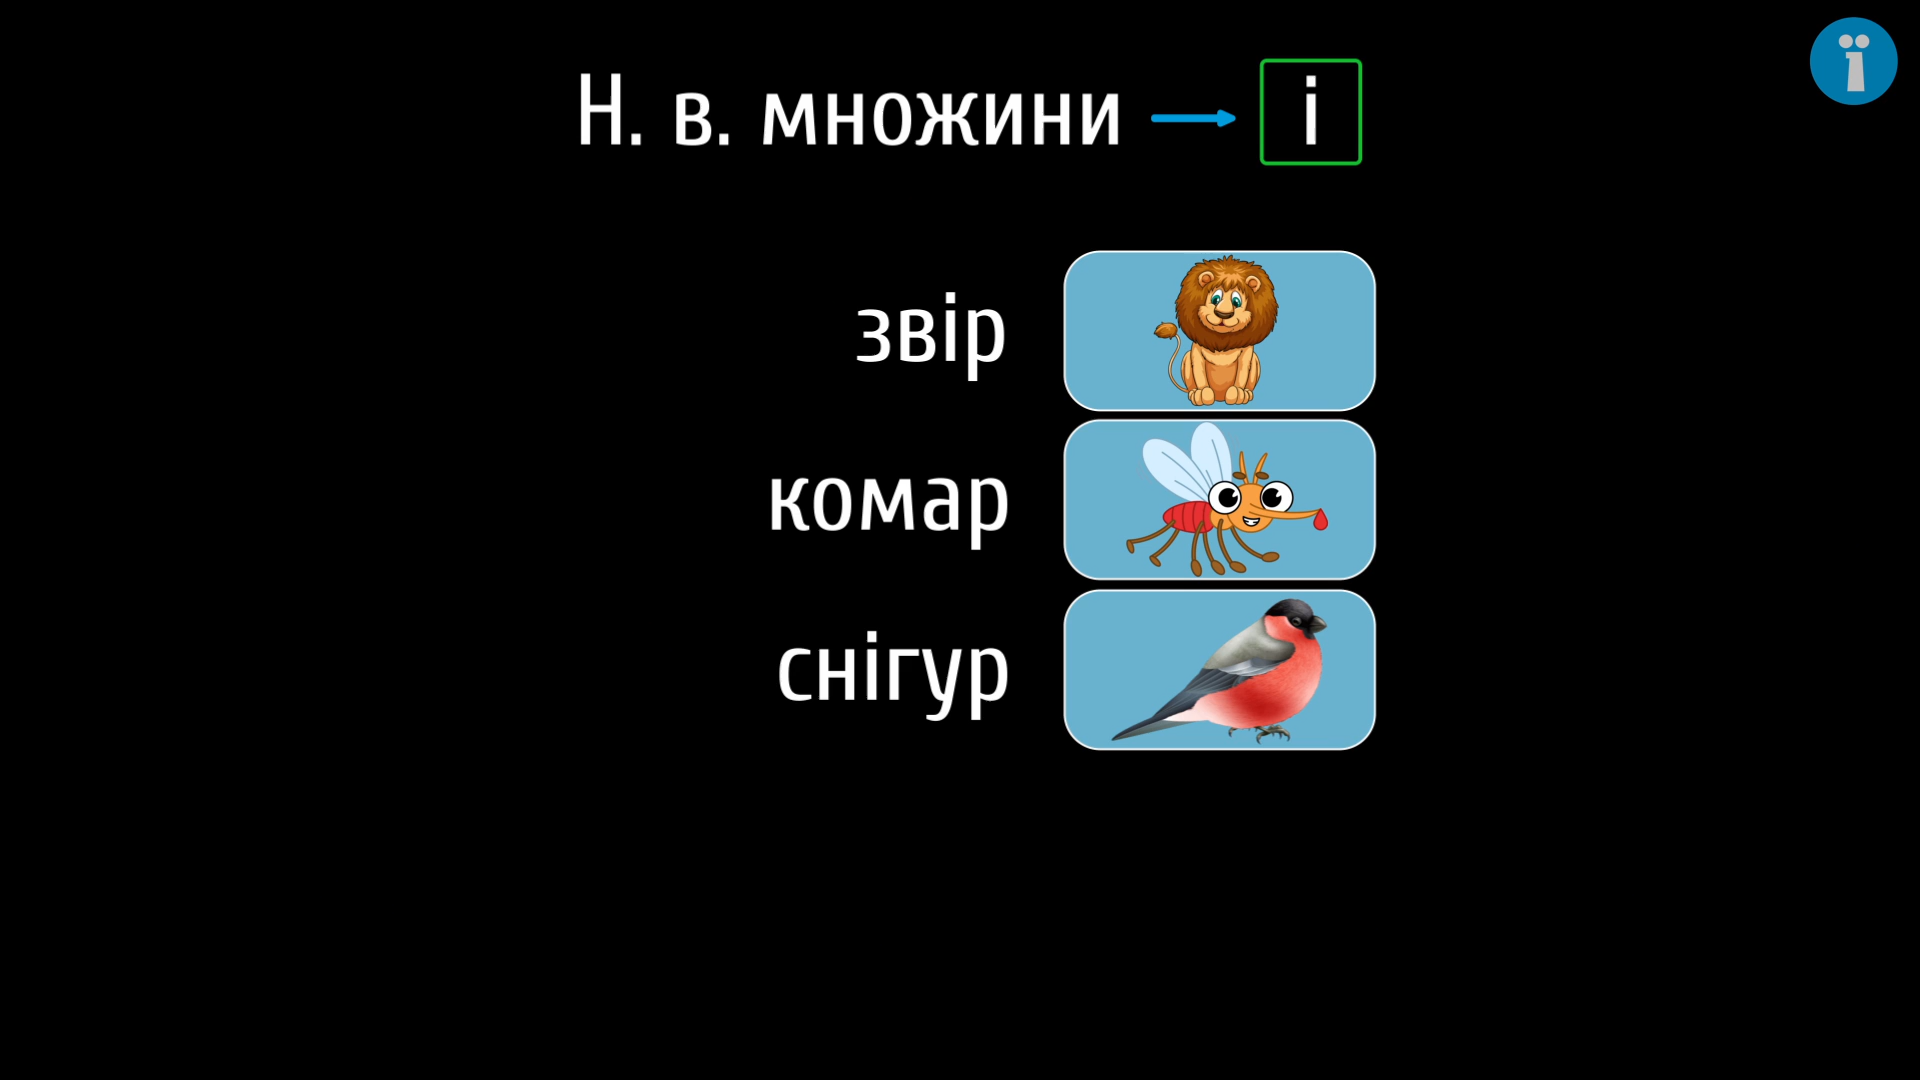 Н. в. множини → і
звір
комар
снігур
ї